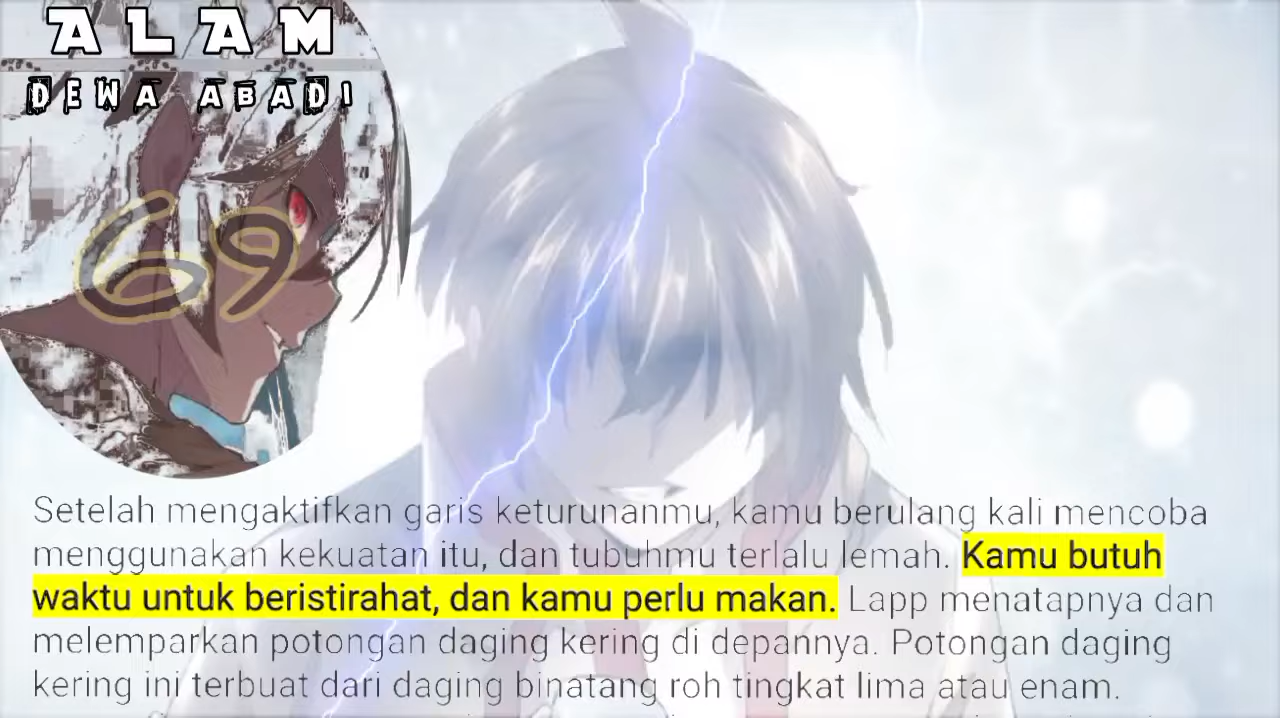 ALAM
DEWA ABADI
69
Setelah mengaktifkan garis keturunanmu, kamu berulang kali mencoba
menggunakan kekuatan itu, dan tubuhmu terlalu lemah. Kamu butuh
waktu untuk beristirahat, dan kamu perlu makan. Lapp menatapnya dan
melemparkan potongan daging kering di depannya. Potongan daging
kering ini terbuat dari daging binatang roh tingkat lima atau enam.